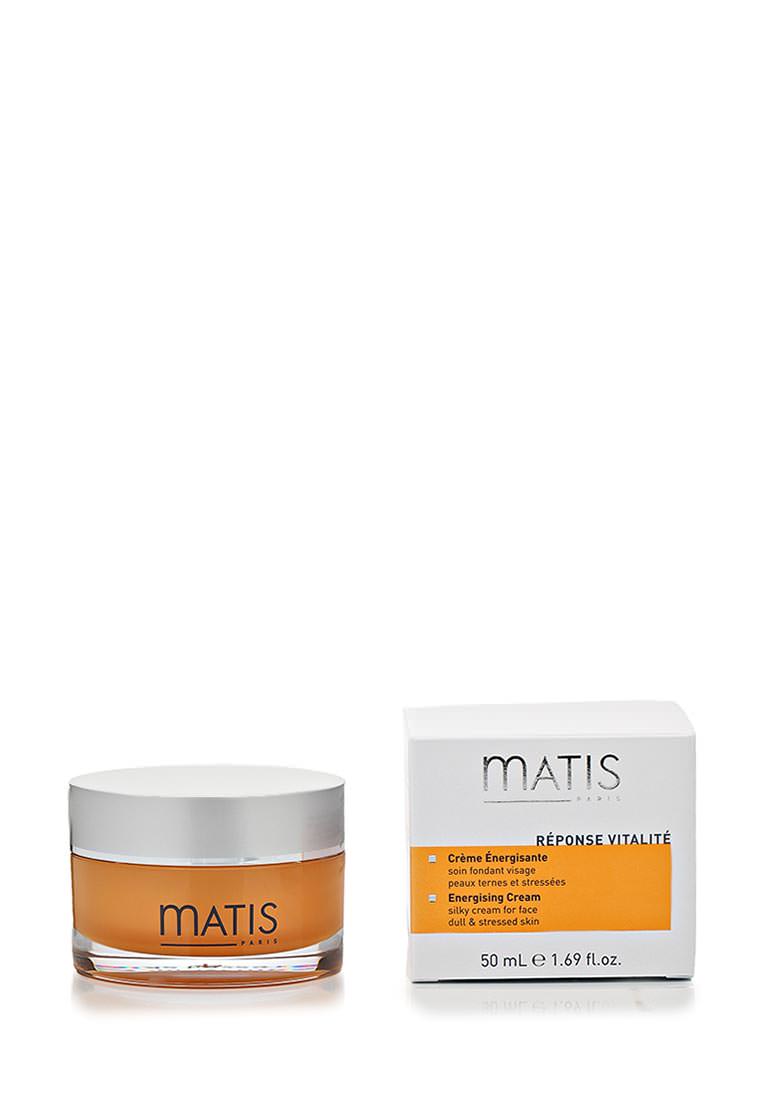 MATIS
PARIS
MATIS
PARIS
RÉPONSE VITALITÉ
Crème Énergisante
soin fondant visage
peaux ternes et stressées
Energising Cream
silky cream for face
dull & stressed skin
50 mL ℮ 1.69 fl.oz.